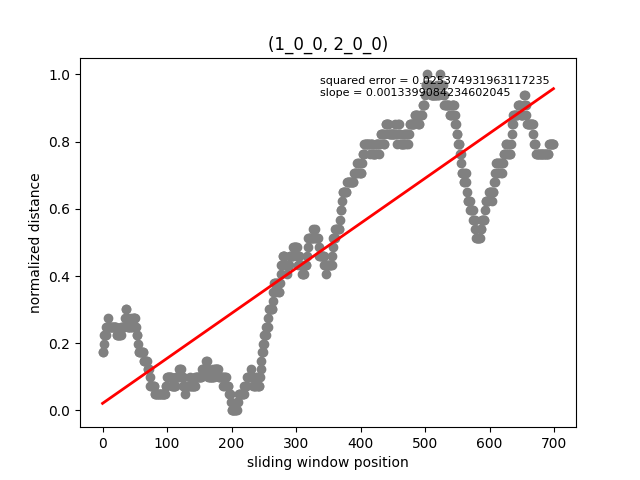 (1_0_0, 2_0_0)
squared error = 0.025374931963117235
slope = 0.0013399084234602045
1.0
0.8
0.6
0.4
0.2
0.0
normalized distance
0 100 200 300 400 500 600 700
sliding window position